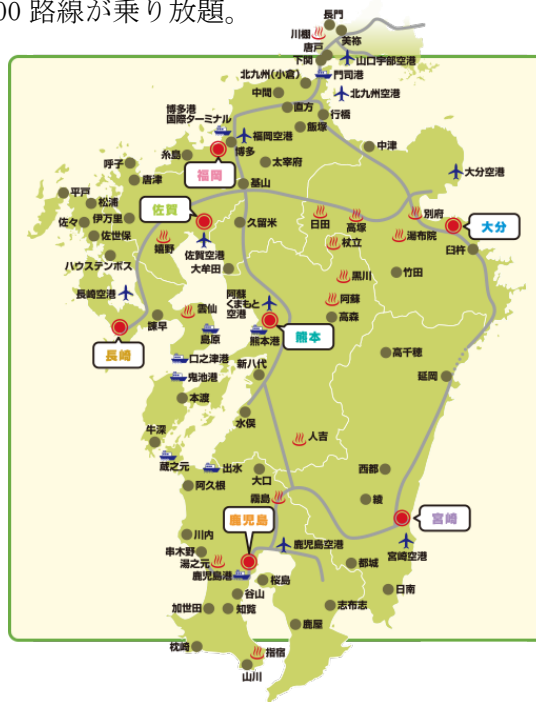 00 路線が乗り放題。
長門
川棚
美祢
唐戸
下関
山口宇部空港
北九州(小倉)
門司港
中間
北九州空港
博多港
国際ターミナル
直方
行橋
福岡空港
飯塚
中津
博多
糸島
太宰府
呼子
福岡
大分空港
唐津
基山
平戸
松浦
佐賀
日田
高塚
別府
大分
佐々
伊万里
久留米
佐世保
嬉野
杖立
湯布院
臼杵
佐賀空港
ハウステンボス
大牟田
黒川
竹田
長崎空港
雲仙
阿蘇
くまもと
空港
阿蘇
高森
諫早
島原
熊本港
熊本
長崎
口之津港
新八代
高千穂
鬼池港
延岡
本渡
水俣
牛深
人吉
蔵之元
出水
大口
西都
阿久根
霧島
綾
鹿児島
宮崎
川内
鹿児島空港
串木野
湯之元
宮崎空港
鹿児島港
桜島
都城
谷山
日南
加世田
知覧
志布志
鹿屋
枕崎
指宿
山川